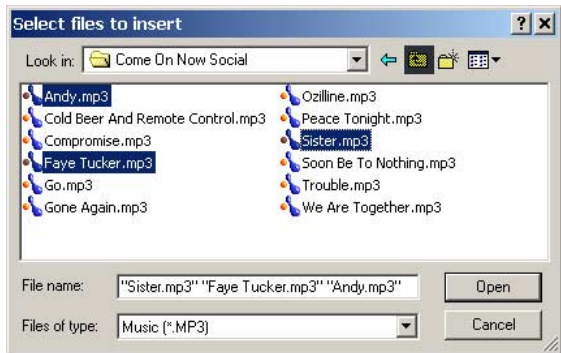 Select files to insert
Look in: Come On Now Social
Andy.mp3
Cold Beer And Remote Control.mp3
Compromise.mp3
Faye Tucker.mp3
Go.mp3
Gone Again.mp3
Ozilline.mp3
Peace Tonight.mp3
Sister.mp3
Soon Be To Nothing.mp3
Trouble.mp3
We Are Together.mp3
File name: "Sister.mp3" "Faye Tucker.mp3" "Andy.mp3" Open
Files of type: Music (*.MP3) Cancel